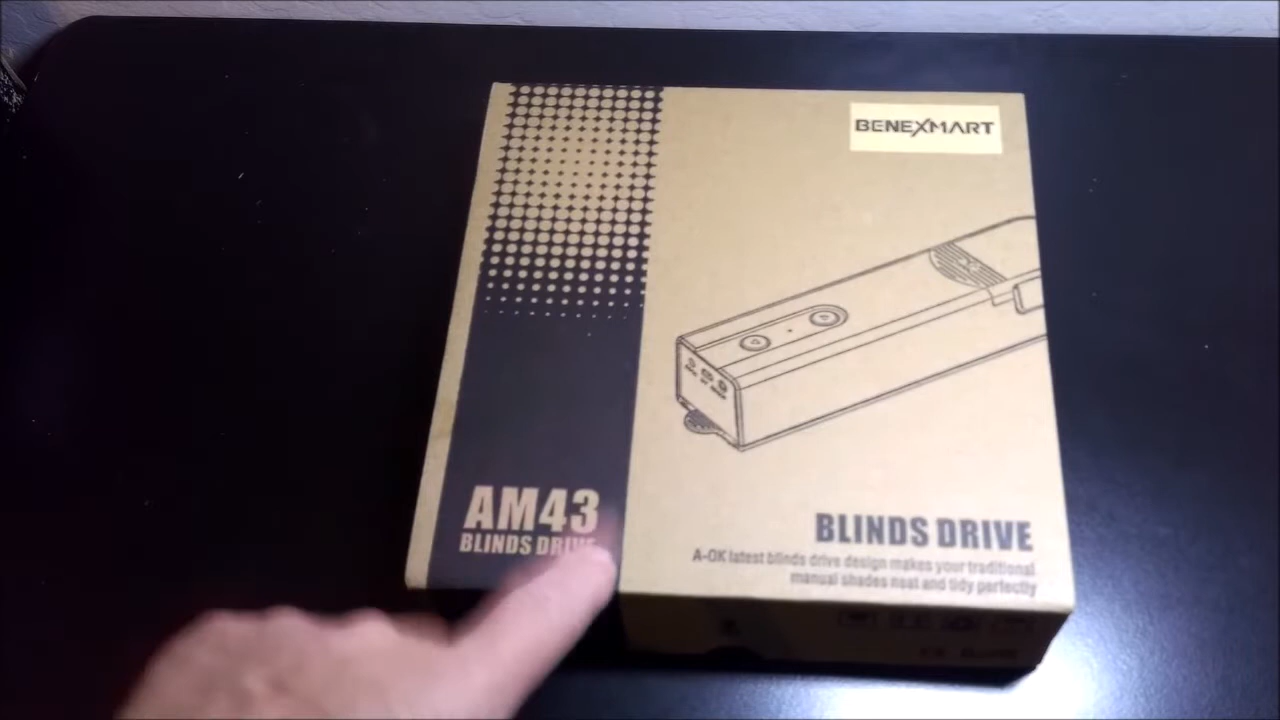 BENEXMART
AM43
BLINDS DRIVE
BLINDS DRIVE
A-OK latest blinds drive design makes your traditional
manual shades neat and tidy perfectly